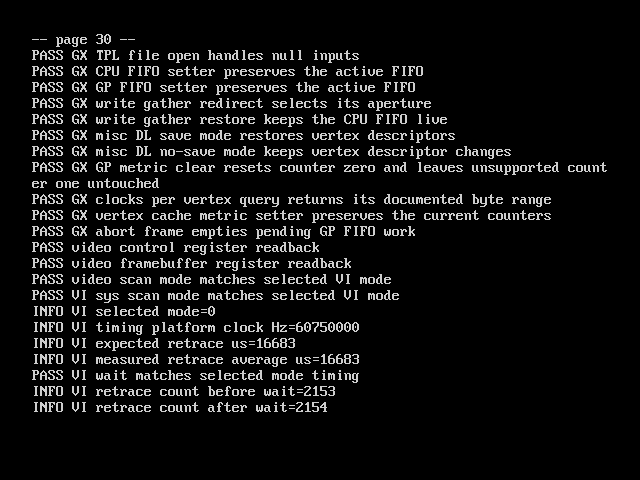 -- page 30 --
PASS GX TPL file open handles null inputs
PASS GX CPU FIFO setter preserves the active FIFO
PASS GX GP FIFO setter preserves the active FIFO
PASS GX write gather redirect selects its aperture
PASS GX write gather restore keeps the CPU FIFO live
PASS GX misc DL save mode restores vertex descriptors
PASS GX misc DL no-save mode keeps vertex descriptor changes
PASS GX GP metric clear resets counter zero and leaves unsupported count
er one untouched
PASS GX clocks per vertex query returns its documented byte range
PASS GX vertex cache metric setter preserves the current counters
PASS GX abort frame empties pending GP FIFO work
PASS video control register readback
PASS video framebuffer register readback
PASS video scan mode matches selected VI mode
PASS VI sys scan mode matches selected VI mode
INFO VI selected mode=0
INFO VI timing platform clock Hz=60750000
INFO VI expected retrace us=16683
INFO VI measured retrace average us=16683
PASS VI wait matches selected mode timing
INFO VI retrace count before wait=2153
INFO VI retrace count after wait=2154